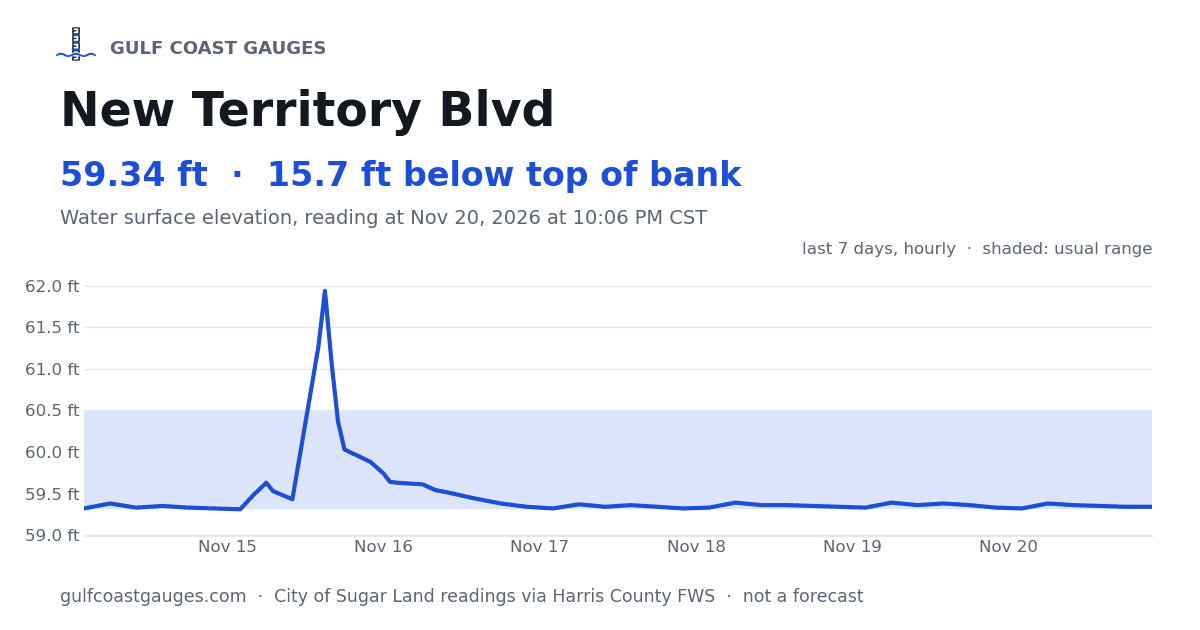 GULF COAST GAUGES
New Territory Blvd
59.34 ft · 15.7 ft below top of bank
Water surface elevation, reading at Nov 20, 2026 at 10:06 PM CST
last 7 days, hourly · shaded: usual range
62.0 ft
61.5 ft
61.0 ft
60.5 ft
60.0 ft
59.5 ft
59.0 ft
Nov 15 Nov 16 Nov 17 Nov 18 Nov 19 Nov 20
gulfcoastgauges.com · City of Sugar Land readings via Harris County FWS · not a forecast